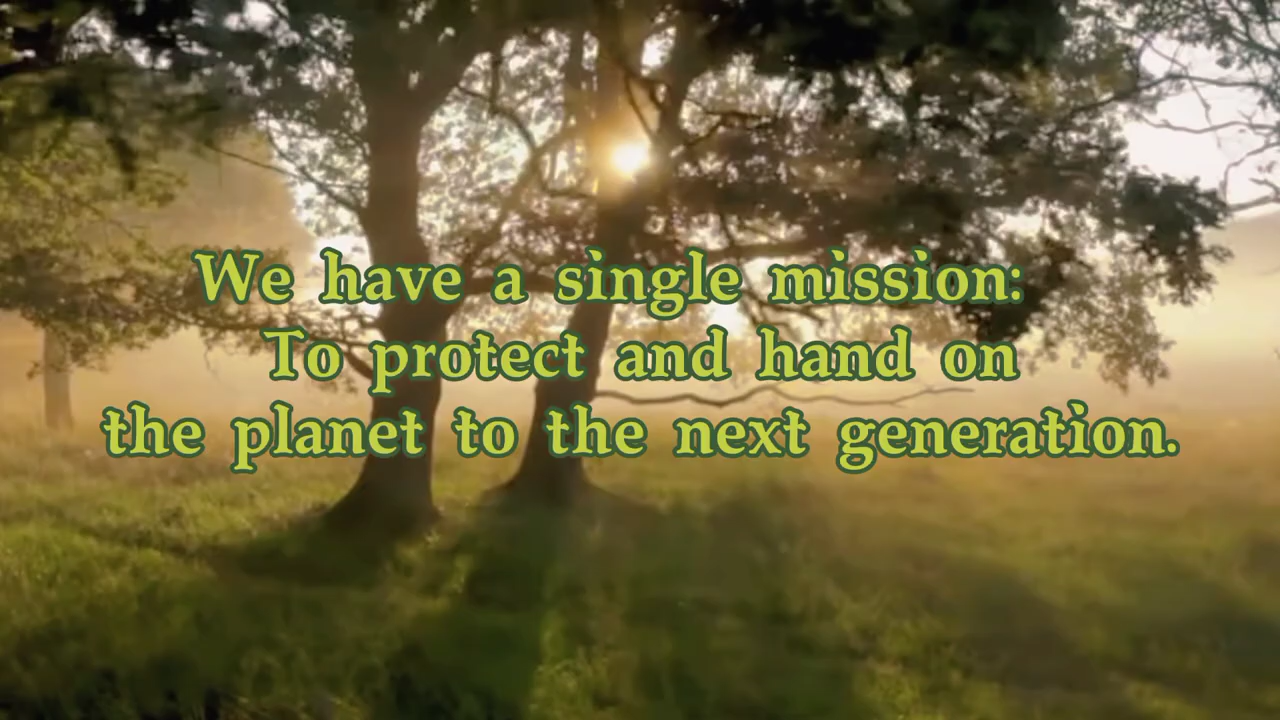 We have a single mission:
To protect and hand on
the planet to the next generation.